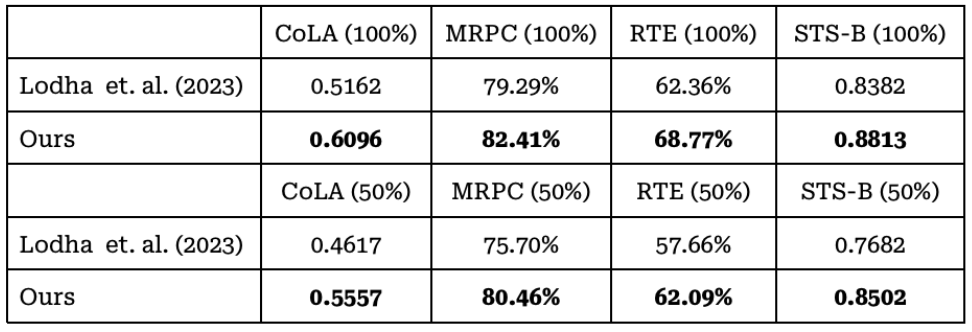 CoLA (100%) MRPC (100%) RTE (100%) STS-B (100%)
Lodha et. al. (2023) 0.5162 79.29% 62.36% 0.8382
Ours 0.6096 82.41% 68.77% 0.8813
CoLA (50%) MRPC (50%) RTE (50%) STS-B (50%)
Lodha et. al. (2023) 0.4617 75.70% 57.66% 0.7682
Ours 0.5557 80.46% 62.09% 0.8502